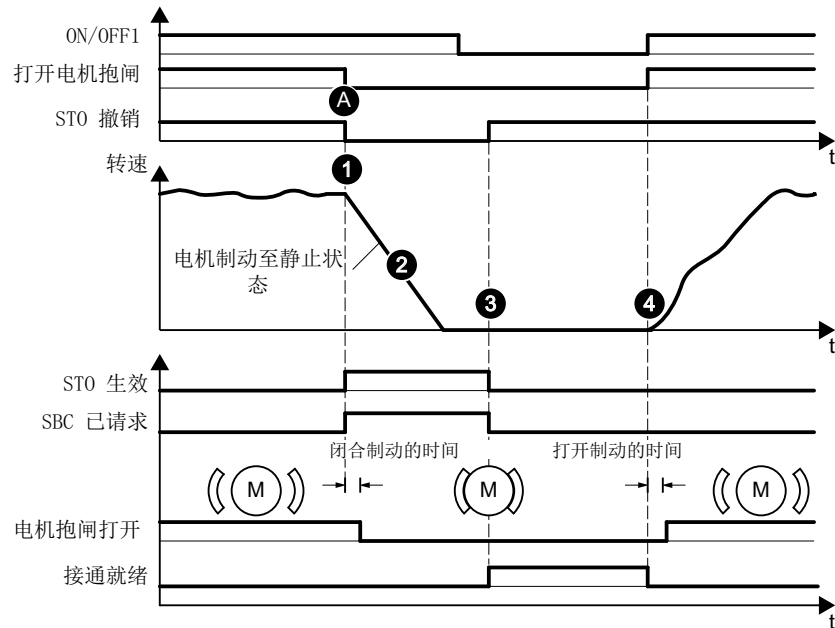 ON/OFF1
打开电机抱闸
A
STO 撤销
t
转速
1
电机制动至静止状
态
2
3
4
t
STO 生效
SBC 已请求
闭合制动的时间
打开制动的时间
M
M
M
电机抱闸打开
接通就绪
t